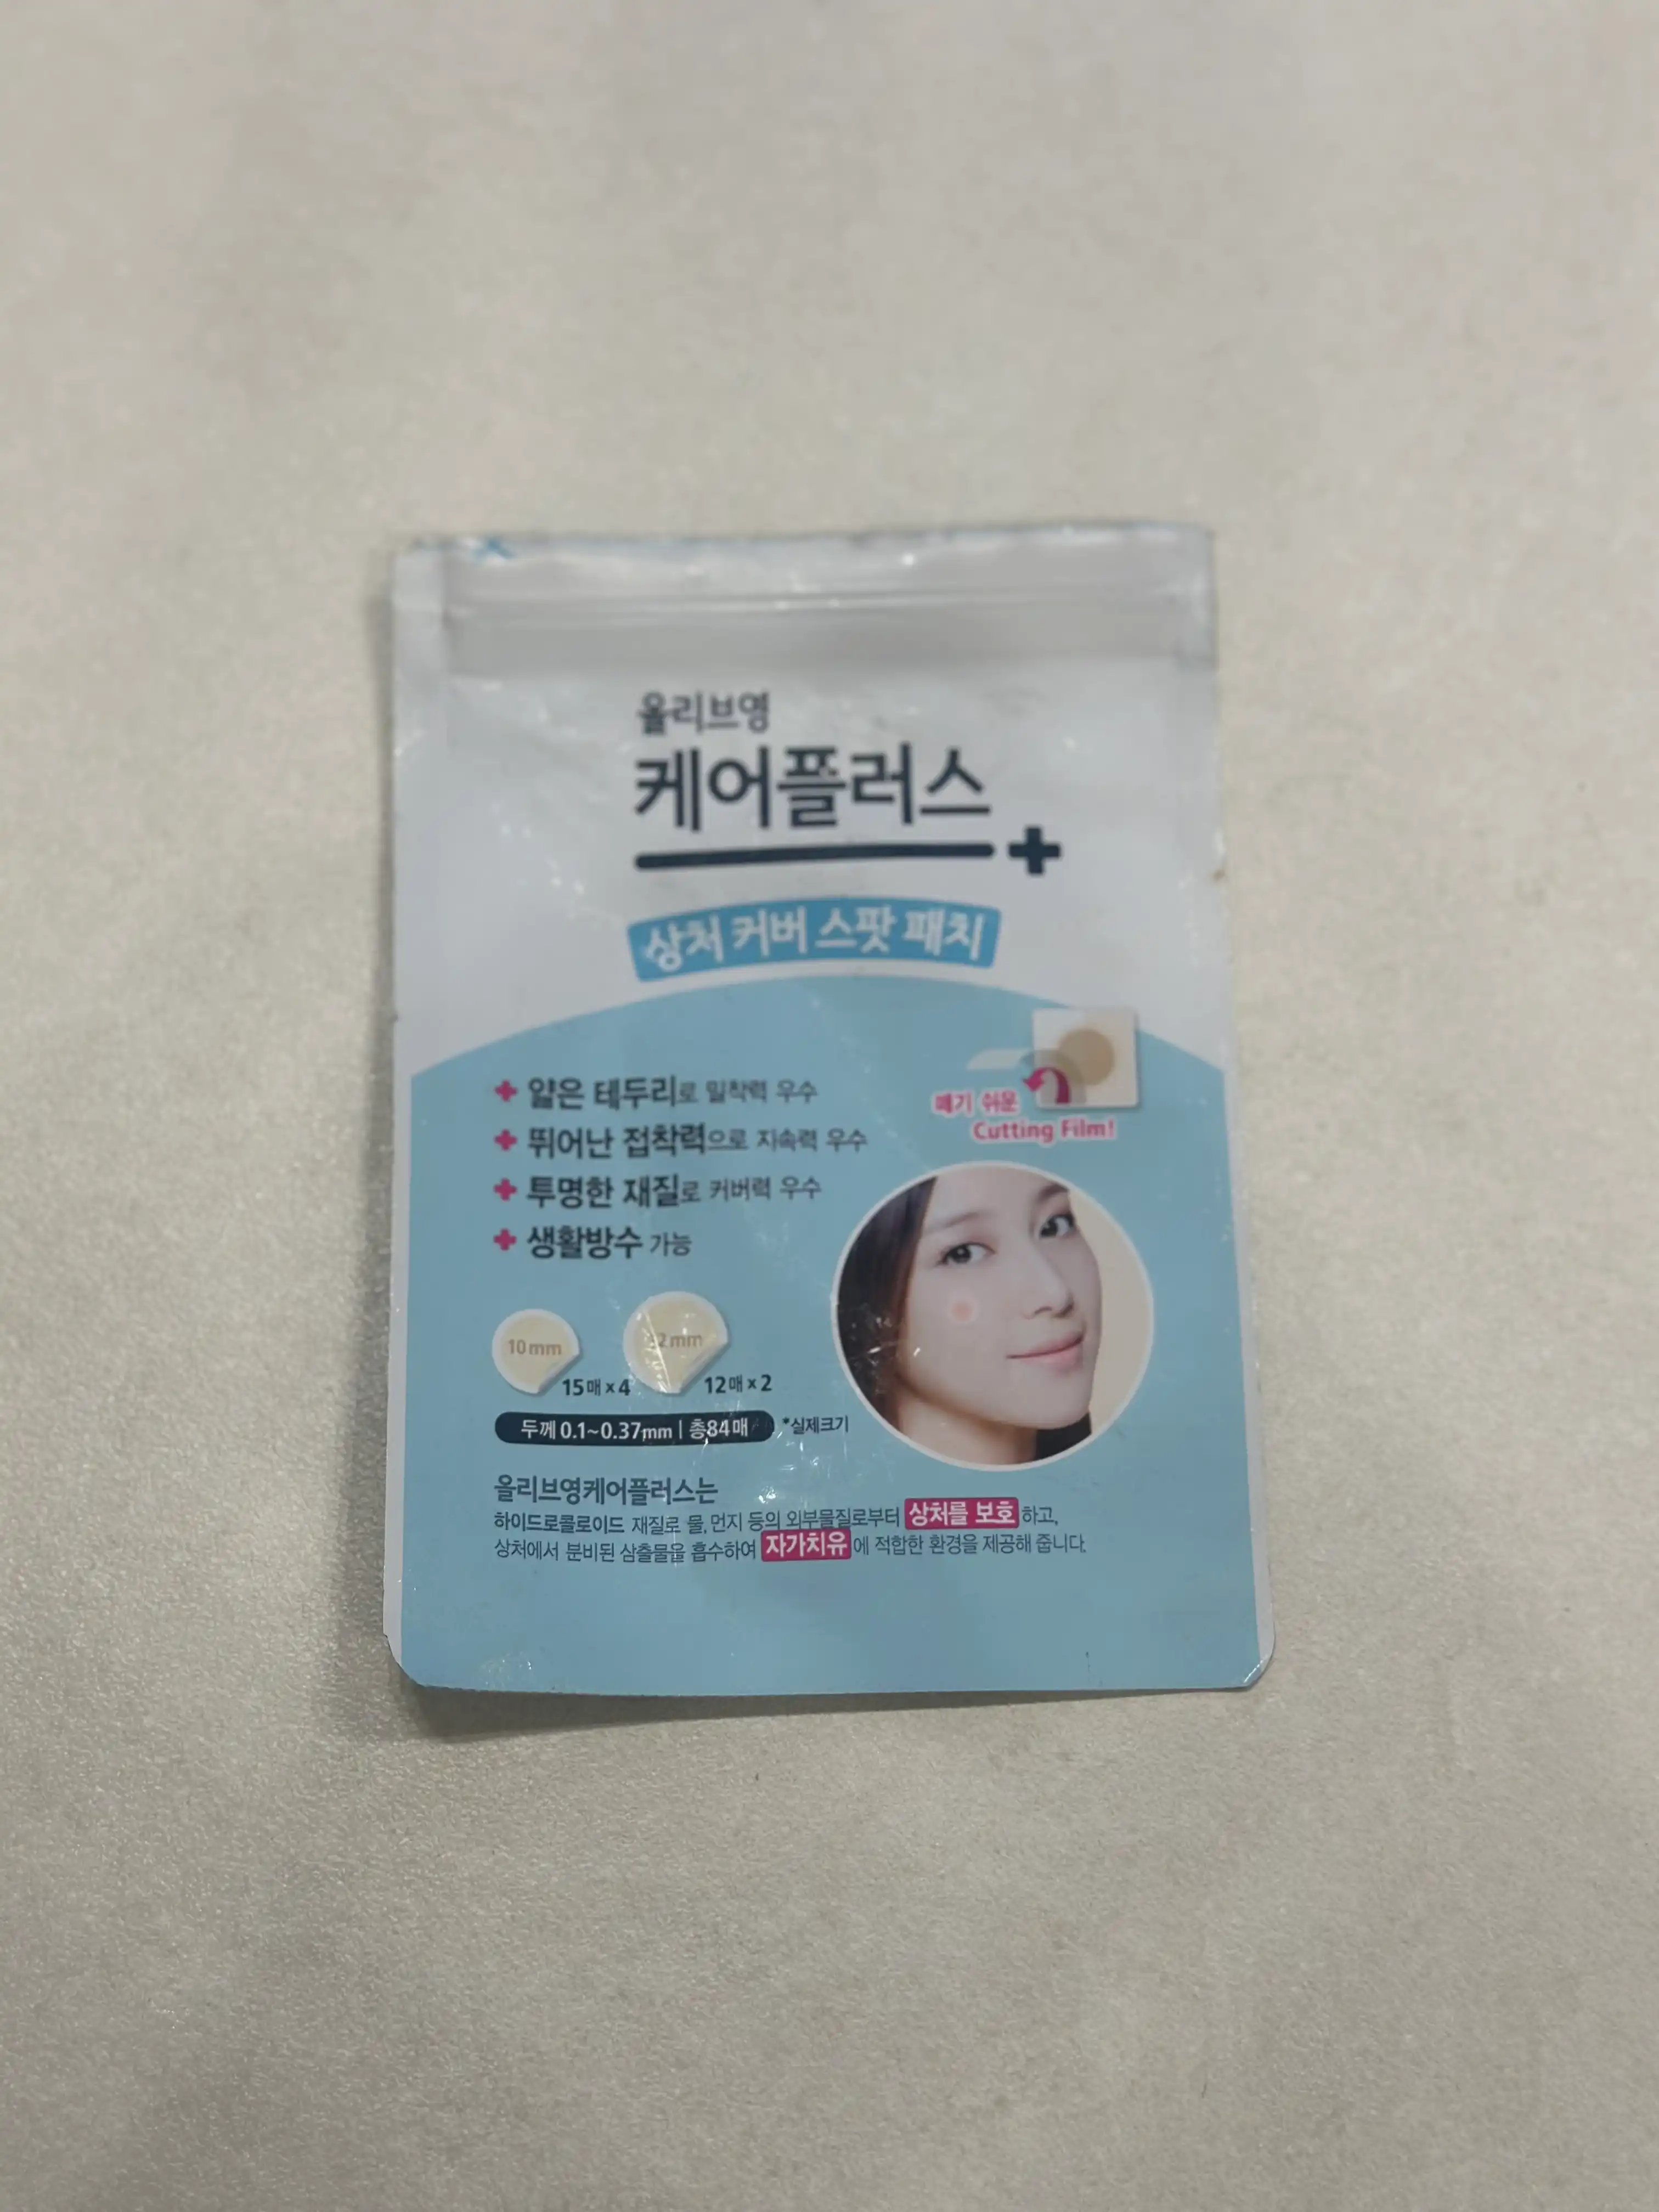 올리브영
케어플러스
상처 커버 스팟 패치
얇은 테두리로 밀착력 우수
뛰어난 접착력으로 지속력 우수
투명한 재질로 커버력 우수
생활방수 가능
떼기 쉬운
Cutting Film!
10mm
15매×4
12mm
12매×2
두께 0.1~0.37mm | 총84매
*실제크기
올리브영케어플러스는
하이드로콜로이드 재질로 물, 먼지 등의 외부물질로부터 상처를 보호하고,
상처에서 분비된 삼출물을 흡수하여 자가치유에 적합한 환경을 제공해 줍니다.